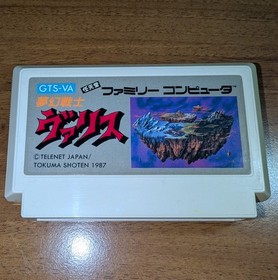 GTS-VA
ファミリー コンピュータ
夢幻戦士
ヴァリス
©TELENET JAPAN/
TOKUMA SHOTEN 1987